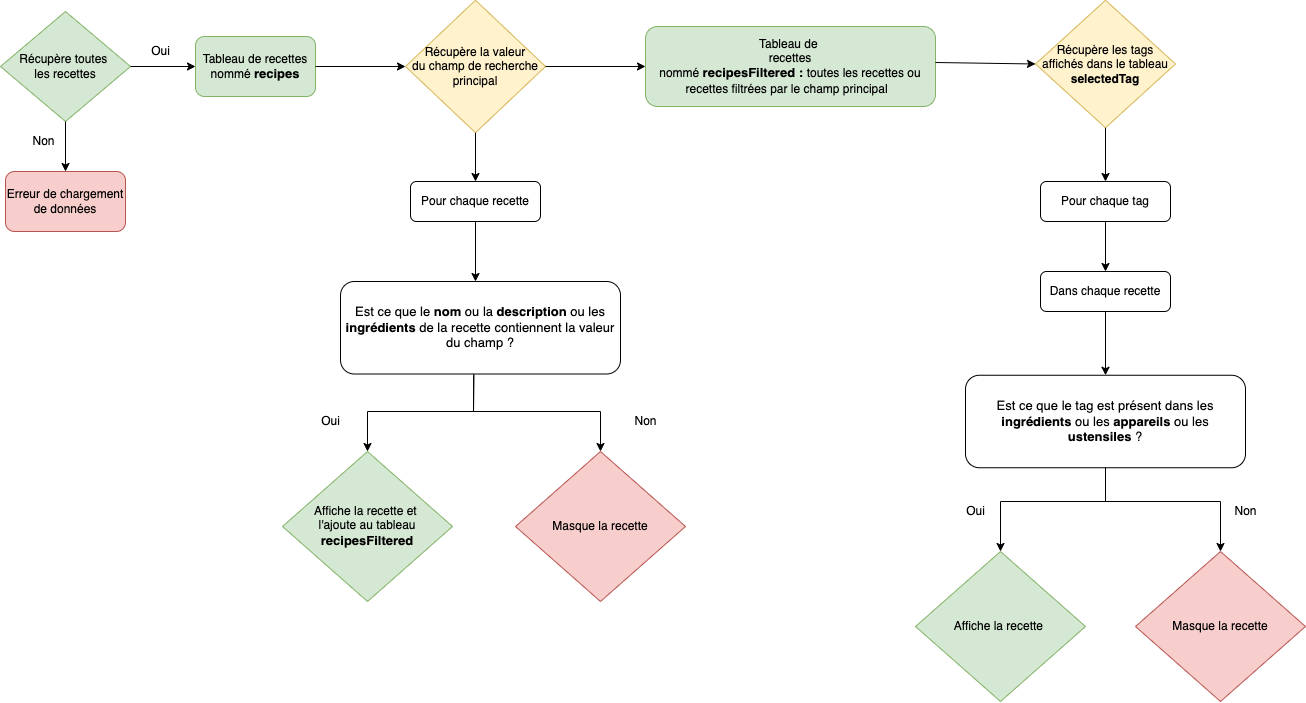 Récupère toutes
les recettes
Oui
Tableau de recettes
nommé recipes
Récupère la valeur
du champ de recherche
principal
Tableau de
recettes
nommé recipesFiltered : toutes les recettes ou
recettes filtrées par le champ principal
Récupère les tags
affichés dans le tableau
selectedTag
Non
Erreur de chargement
de données
Pour chaque recette
Est ce que le nom ou la description ou les
ingrédients de la recette contiennent la valeur
du champ ?
Oui
Non
Affiche la recette et
l'ajoute au tableau
recipesFiltered
Masque la recette
Pour chaque tag
Dans chaque recette
Est ce que le tag est présent dans les
ingrédients ou les appareils ou les
ustensiles ?
Oui
Non
Affiche la recette
Masque la recette